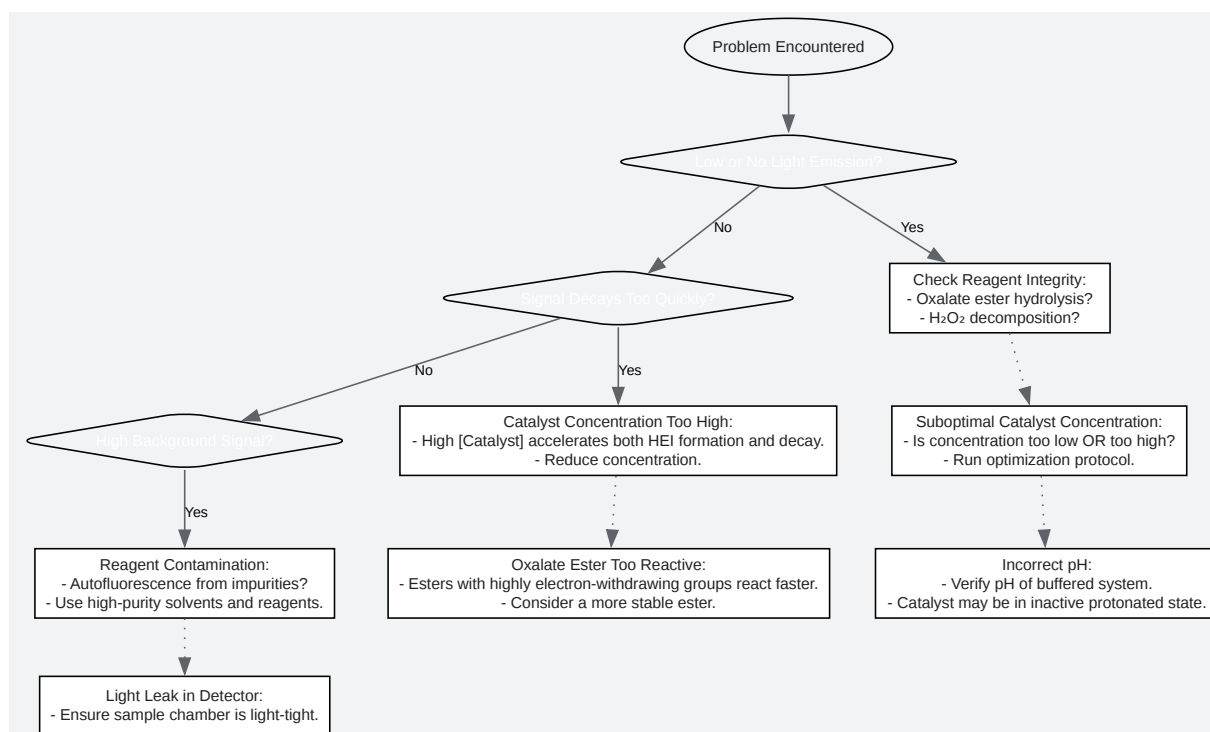 Problem Encountered
Low or No Light Emission?
No
Yes
Signal Decays Too Quickly?
Check Reagent Integrity:
- Oxalate ester hydrolysis?
- H₂O₂ decomposition?
No
Yes
High Background Signal?
Catalyst Concentration Too High:
- High [Catalyst] accelerates both HEI formation and decay.
- Reduce concentration.
Suboptimal Catalyst Concentration:
- Is concentration too low OR too high?
- Run optimization protocol.
Yes
Reagent Contamination:
- Autofluorescence from impurities?
- Use high-purity solvents and reagents.
Oxalate Ester Too Reactive:
- Esters with highly electron-withdrawing groups react faster.
- Consider a more stable ester.
Incorrect pH:
- Verify pH of buffered system.
- Catalyst may be in inactive protonated state.
Light Leak in Detector:
- Ensure sample chamber is light-tight.